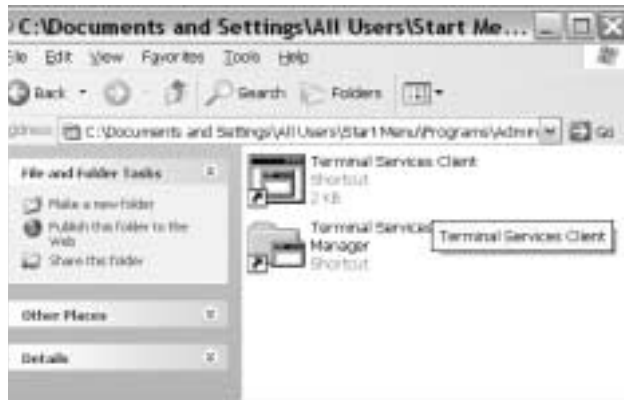 C:\Documents and Settings\All Users\Start Me...
Edit View Favorites Tools Help
Back Search Folders
C:\Documents and Settings\All Users\Start Menu\Programs\Admin Go
File and Folder Tasks
Make a new folder
Publish this folder to the
Web
Share this folder
Other Places
Details
Terminal Services Client
Shortcut
2 KB
Terminal Services
Manager
Shortcut
Terminal Services Client